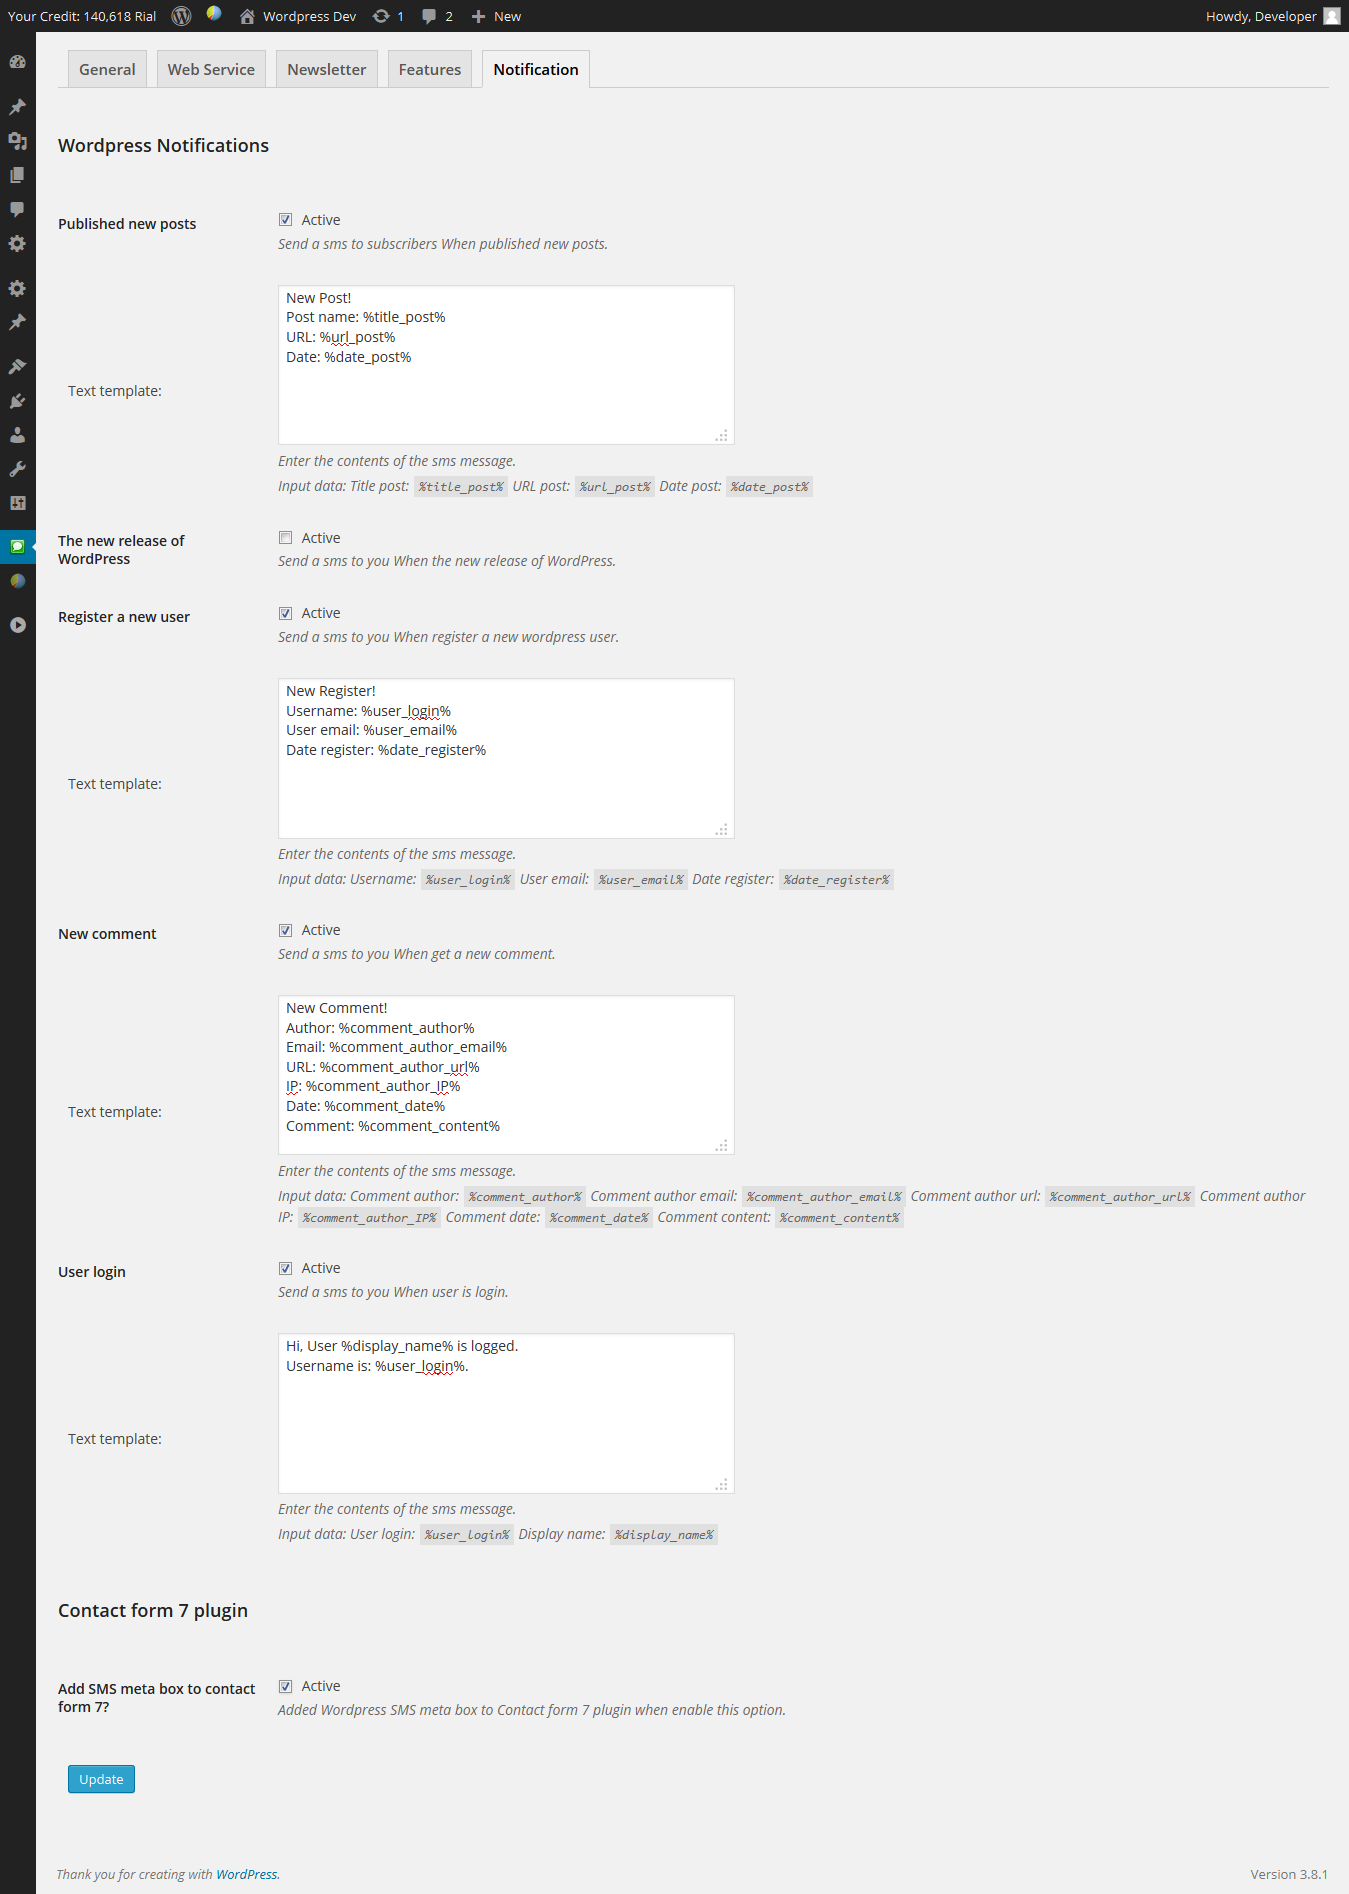 Your Credit: 140,618 Rial Wordpress Dev 1 2 New Howdy, Developer
General Web Service Newsletter Features Notification
Wordpress Notifications
Published new posts Active
Send a sms to subscribers When published new posts.
New Post!
Post name: %title_post%
URL: %url_post%
Date: %date_post%
Text template:
Enter the contents of the sms message.
Input data: Title post: %title_post% URL post: %url_post% Date post: %date_post%
The new release of Active
WordPress Send a sms to you When the new release of WordPress.
Register a new user Active
Send a sms to you When register a new wordpress user.
New Register!
Username: %user_login%
User email: %user_email%
Date register: %date_register%
Text template:
Enter the contents of the sms message.
Input data: Username: %user_login% User email: %user_email% Date register: %date_register%
New comment Active
Send a sms to you When get a new comment.
New Comment!
Author: %comment_author%
Email: %comment_author_email%
URL: %comment_author_url%
IP: %comment_author_IP%
Date: %comment_date%
Text template:
Comment: %comment_content%
Enter the contents of the sms message.
Input data: Comment author: %comment_author% Comment author email: %comment_author_email% Comment author url: %comment_author_url% Comment author
IP: %comment_author_IP% Comment date: %comment_date% Comment content: %comment_content%
User login Active
Send a sms to you When user is login.
Hi, User %display_name% is logged.
Username is: %user_login%.
Text template:
Enter the contents of the sms message.
Input data: User login: %user_login% Display name: %display_name%
Contact form 7 plugin
Add SMS meta box to contact Active
form 7? Added Wordpress SMS meta box to Contact form 7 plugin when enable this option.
Update
Thank you for creating with WordPress. Version 3.8.1